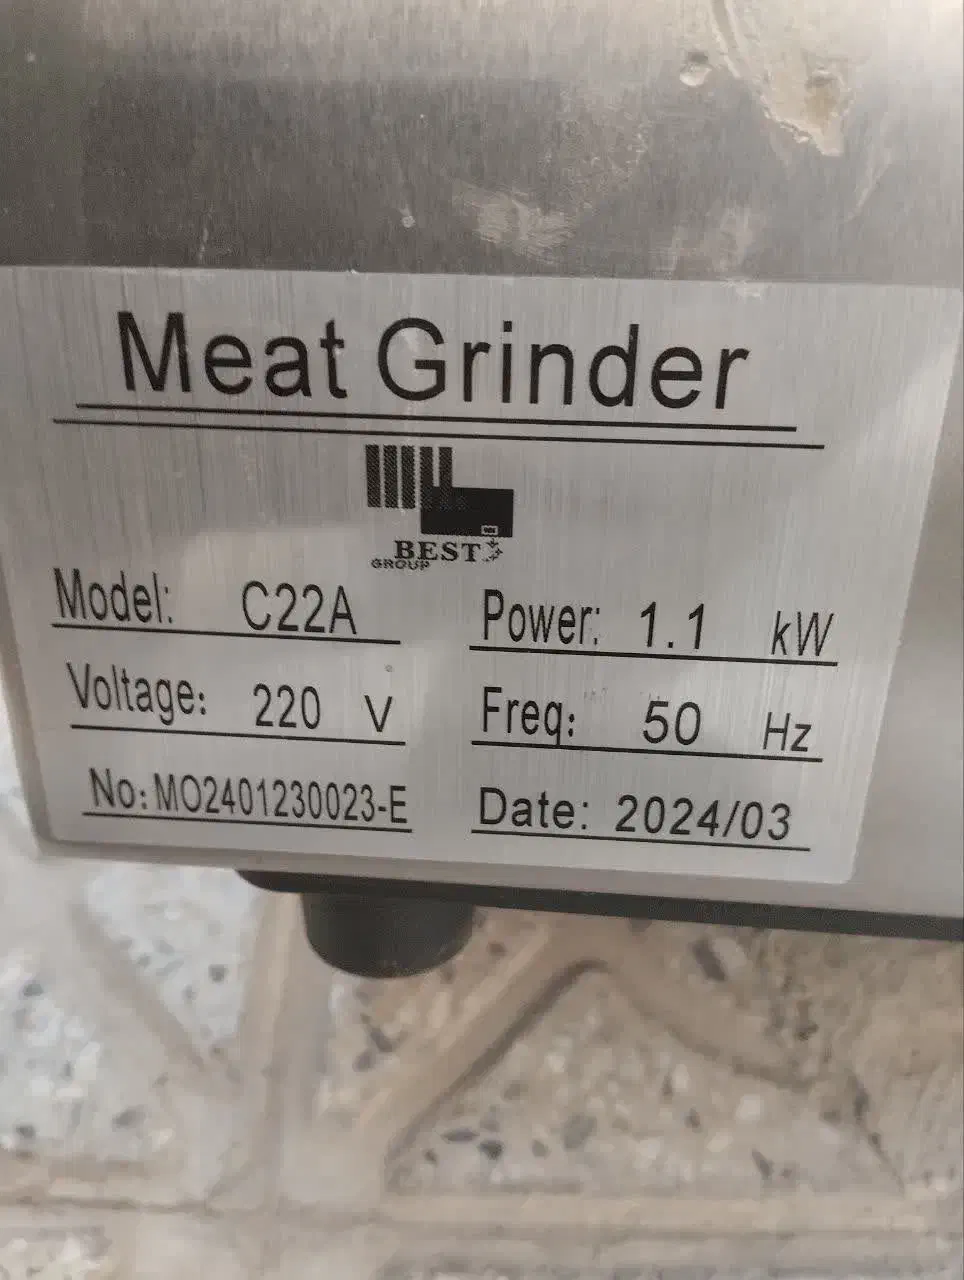 Meat Grinder
BEST
GROUP
Model: C22A Power: 1.1 kW
Voltage: 220 V Freq: 50 Hz
No: MO2401230023-E Date: 2024/03